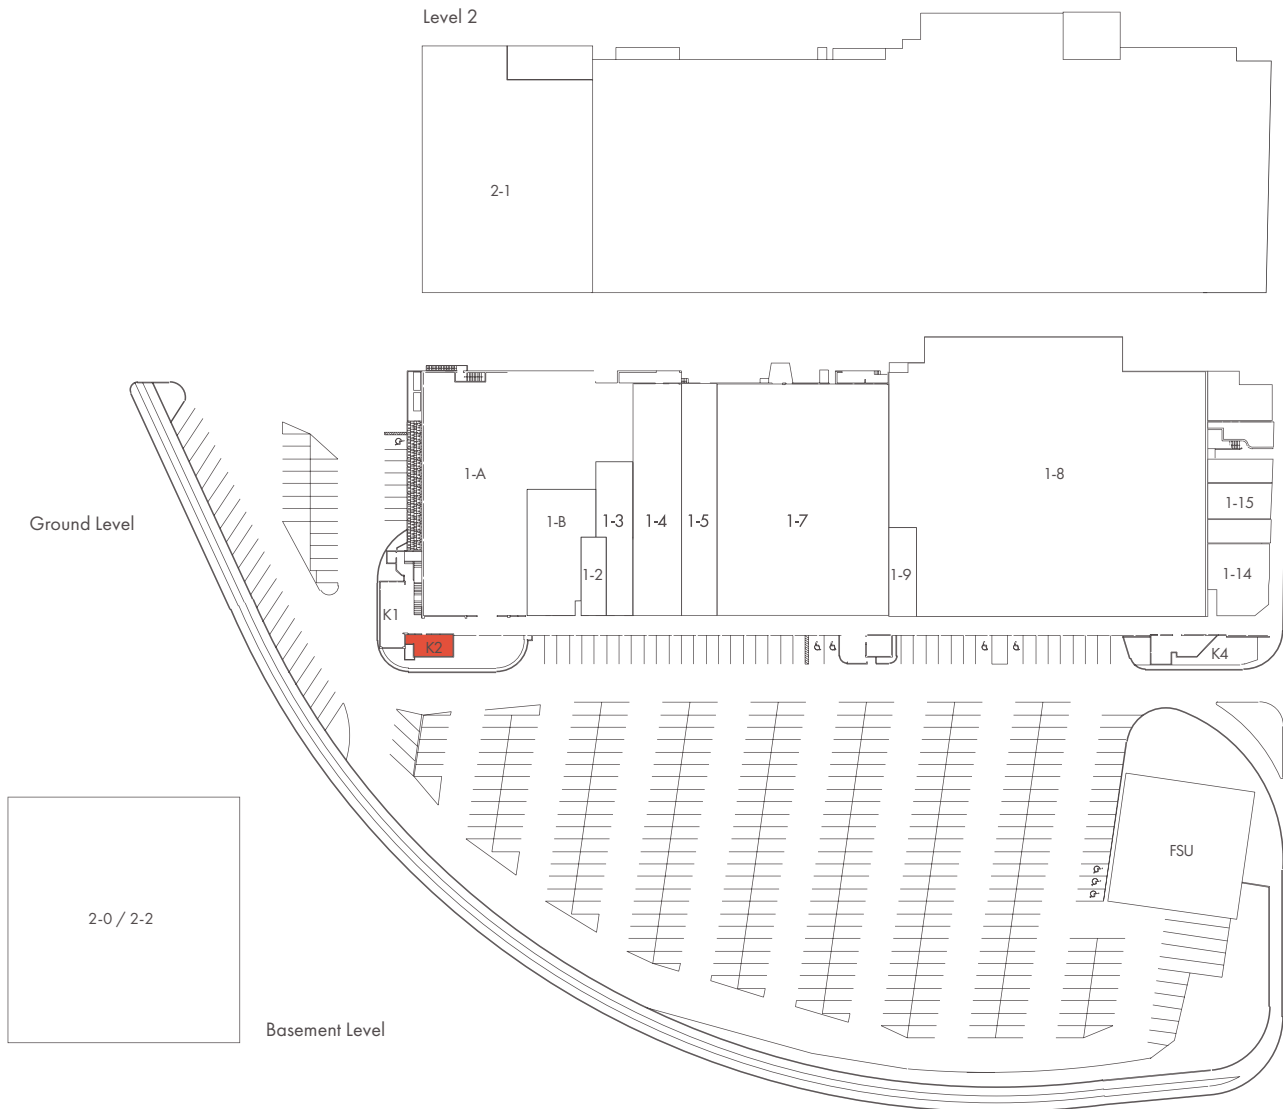 Level 2
2-1
Ground Level
1-A
1-B
1-2
1-3
1-4
1-5
1-7
1-8
1-9
1-15
1-14
K1
K2
K4
FSU
2-0 / 2-2
Basement Level